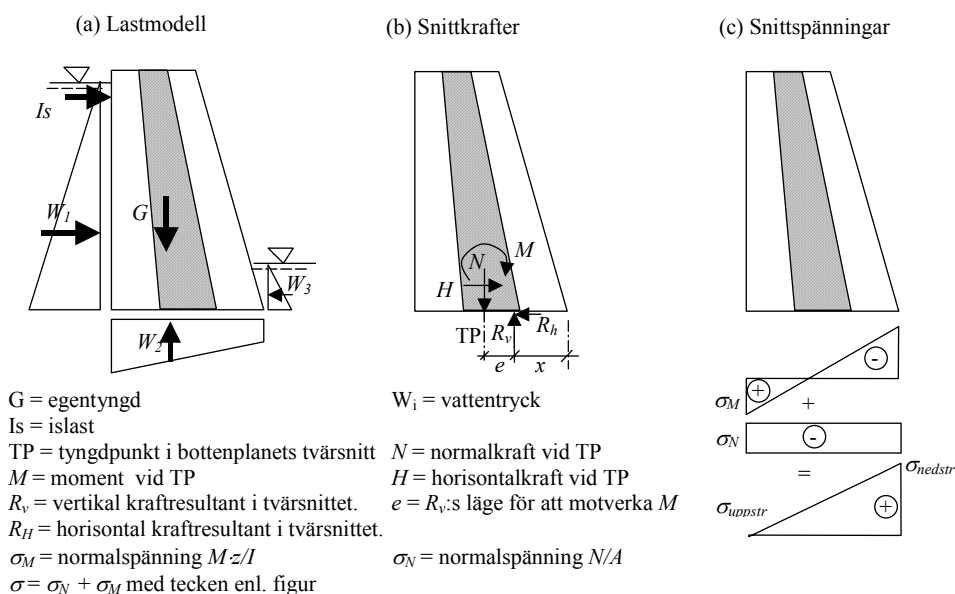 (a) Lastmodell
(b) Snittkrafter
(c) Snittspänningar
Is
W1
G
W3
W2
M
N
H
TP
Rv
Rh
e
x
-
+
σM
+
σN
-
=
σnedstr
σuppstr
+
G = egentyngd
Wi = vattentryck
Is = islast
TP = tyngdpunkt i bottenplanets tvärsnitt
N = normalkraft vid TP
M = moment vid TP
H = horisontalkraft vid TP
Rv = vertikal kraftresultant i tvärsnittet.
e = Rv:s läge för att motverka M
RH = horisontal kraftresultant i tvärsnittet.
σM = normalspänning M·z/I
σN = normalspänning N/A
σ = σN + σM med tecken enl. figur